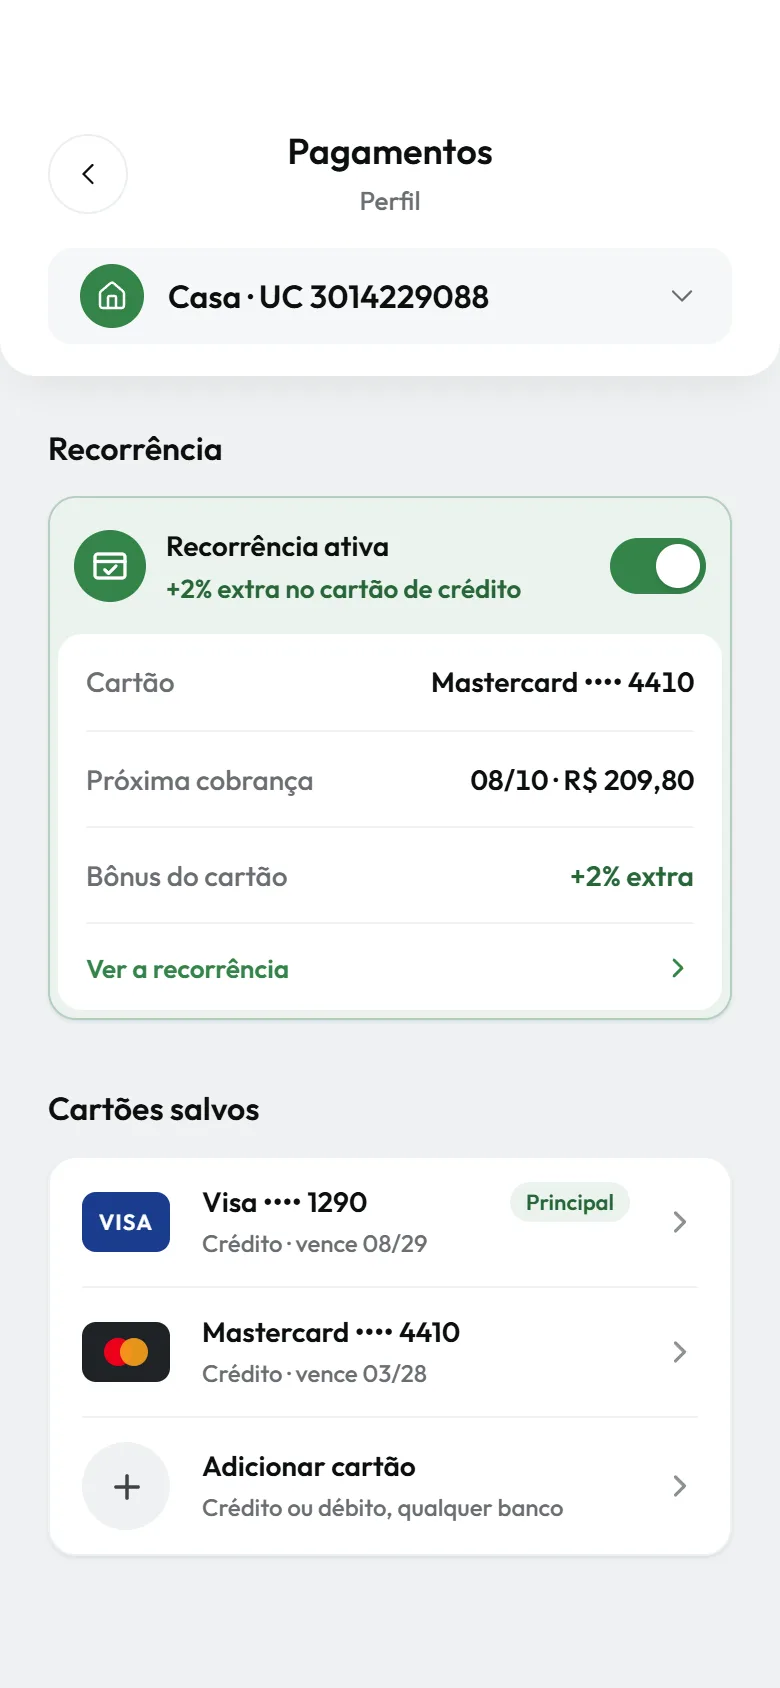 Pagamentos
Perfil
Casa · UC 3014229088
Recorrência
Recorrência ativa
+2% extra no cartão de crédito
Cartão Mastercard •••• 4410
Próxima cobrança 08/10 · R$ 209,80
Bônus do cartão +2% extra
Ver a recorrência
Cartões salvos
VISA Visa •••• 1290 Principal
Crédito · vence 08/29
Mastercard •••• 4410
Crédito · vence 03/28
Adicionar cartão
Crédito ou débito, qualquer banco